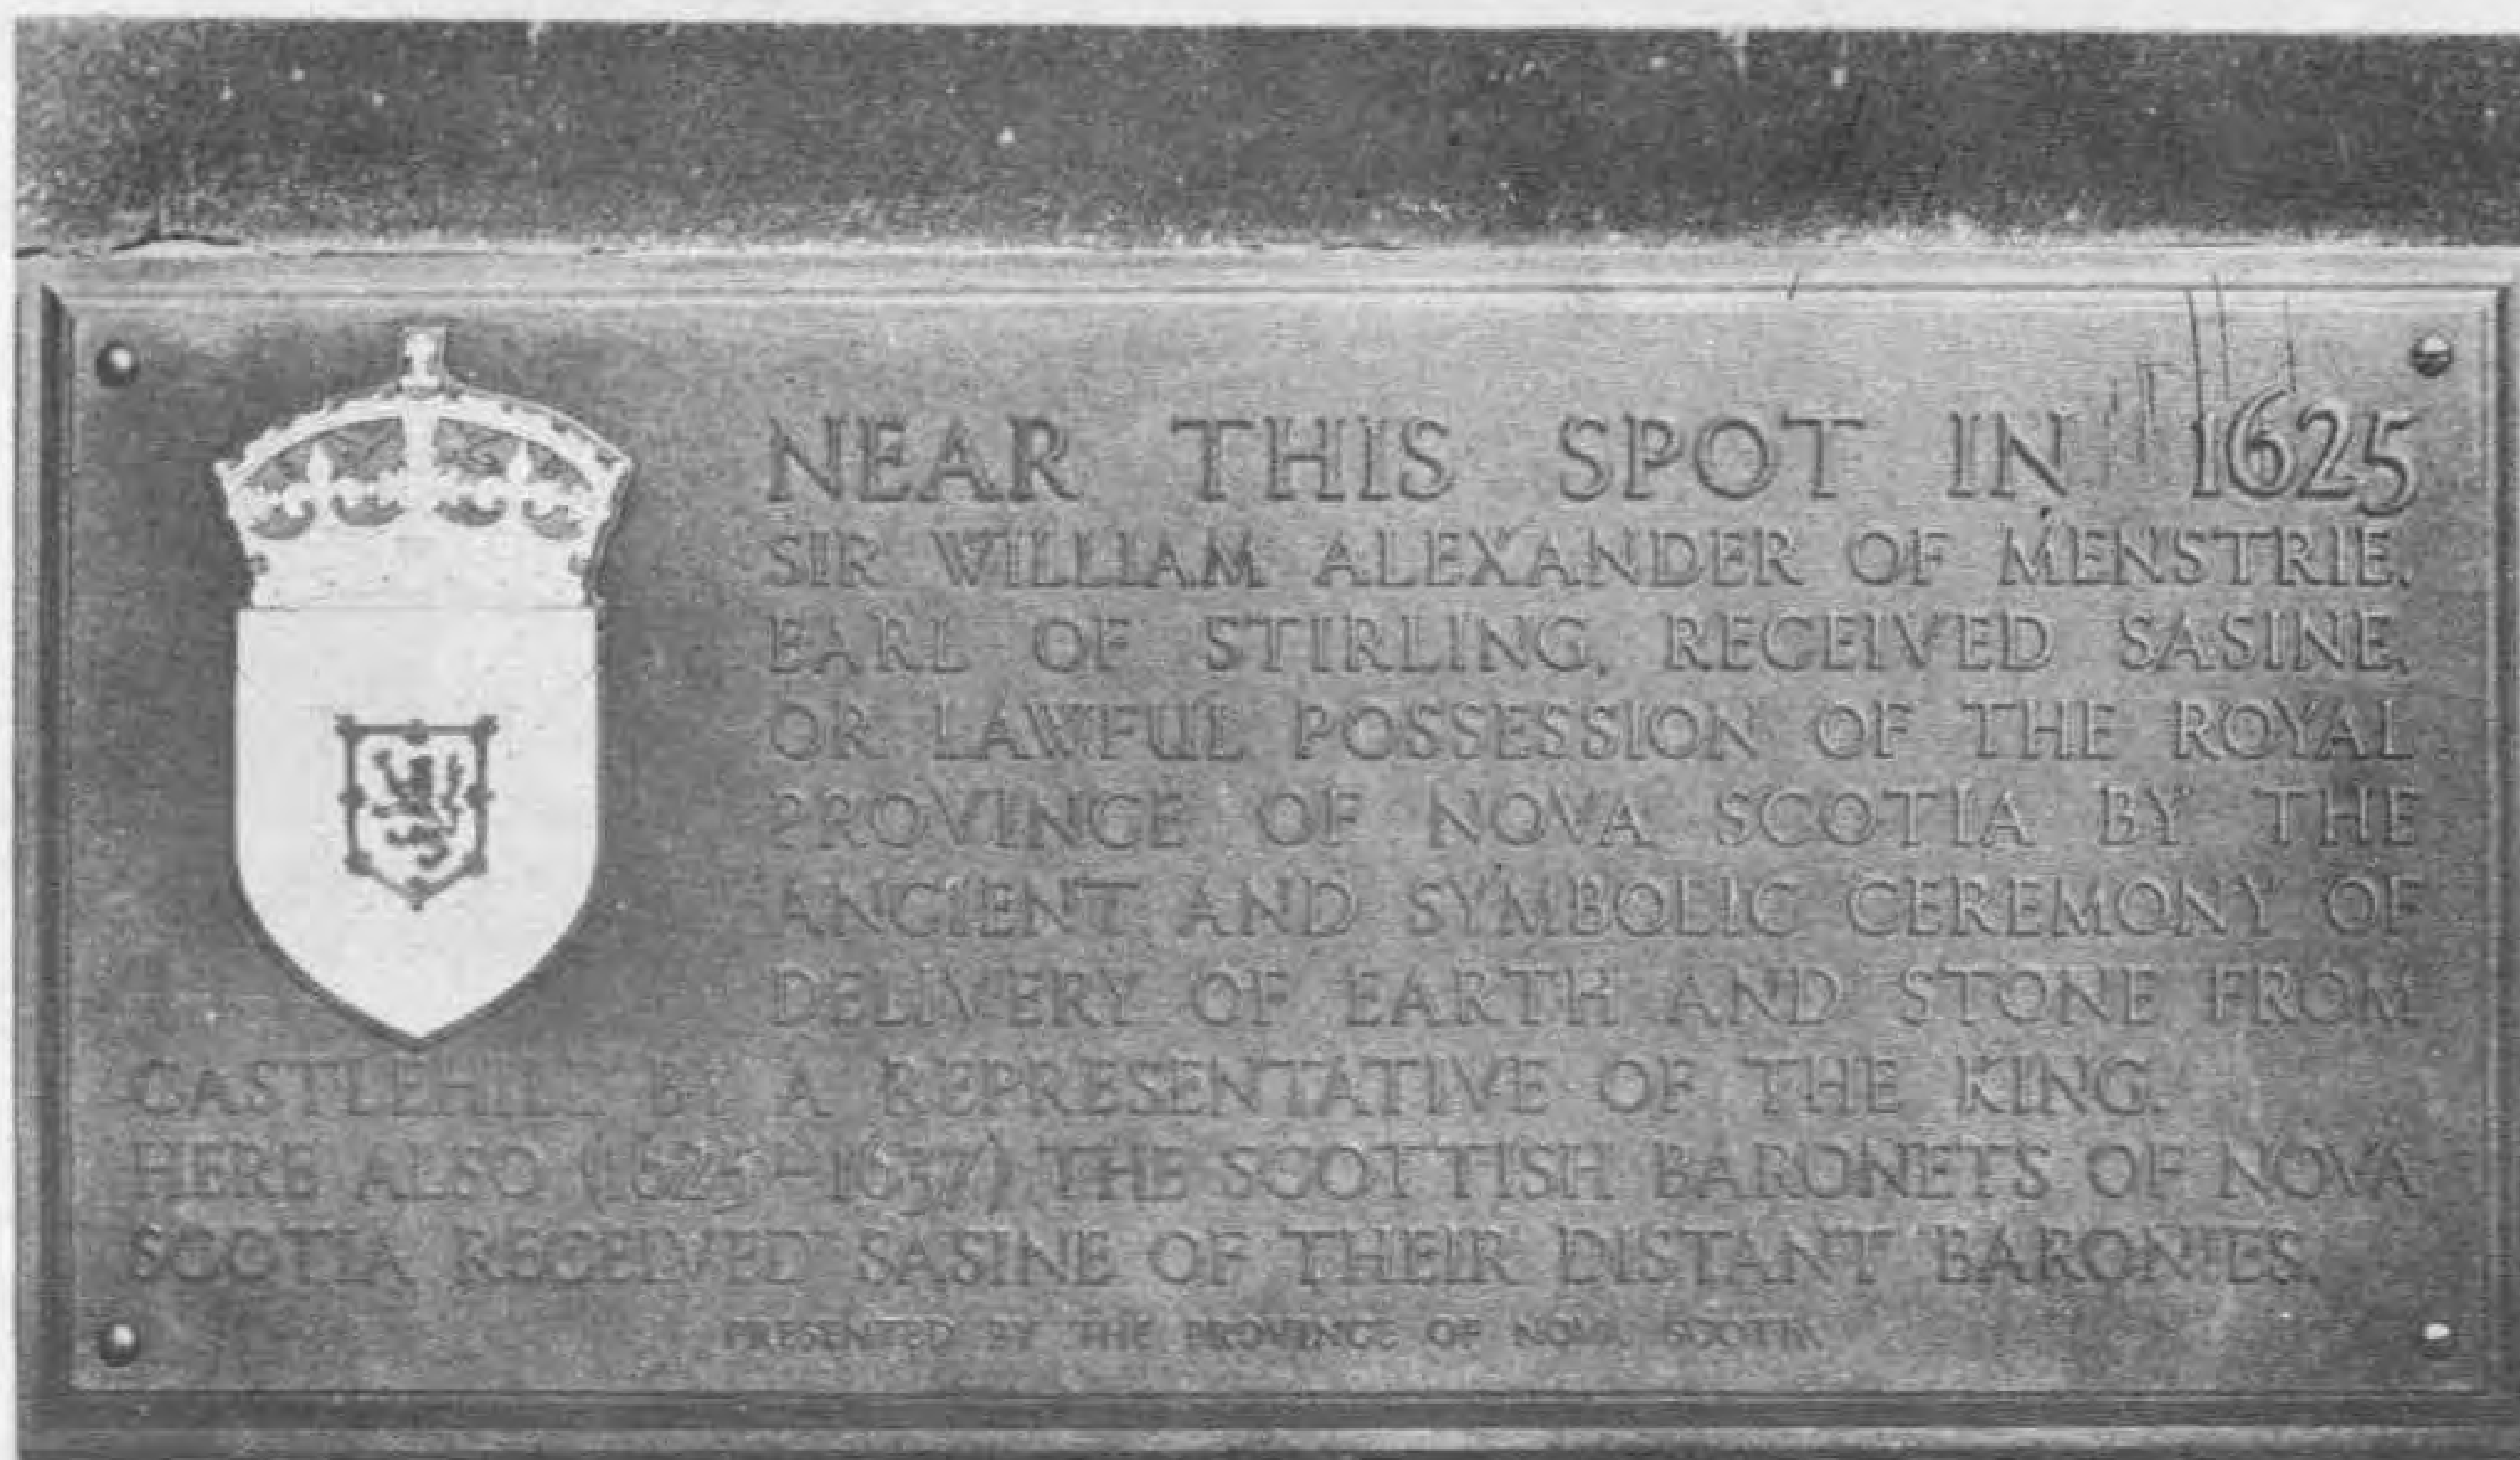 NEAR THIS SPOT IN 1625
SIR WILLIAM ALEXANDER OF MENSTRIE,
EARL OF STIRLING, RECEIVED SASINE,
OR LAWFUL POSSESSION OF THE ROYAL
PROVINCE OF NOVA SCOTIA BY THE
ANCIENT AND SYMBOLIC CEREMONY OF
DELIVERY OF EARTH AND STONE FROM
CASTLEHILL BY A REPRESENTATIVE OF THE KING.
HERE ALSO (1625-1637) THE SCOTTISH BARONETS OF NOVA
SCOTIA RECEIVED SASINE OF THEIR DISTANT BARONIES.
PRESENTED BY THE PROVINCE OF NOVA SCOTIA